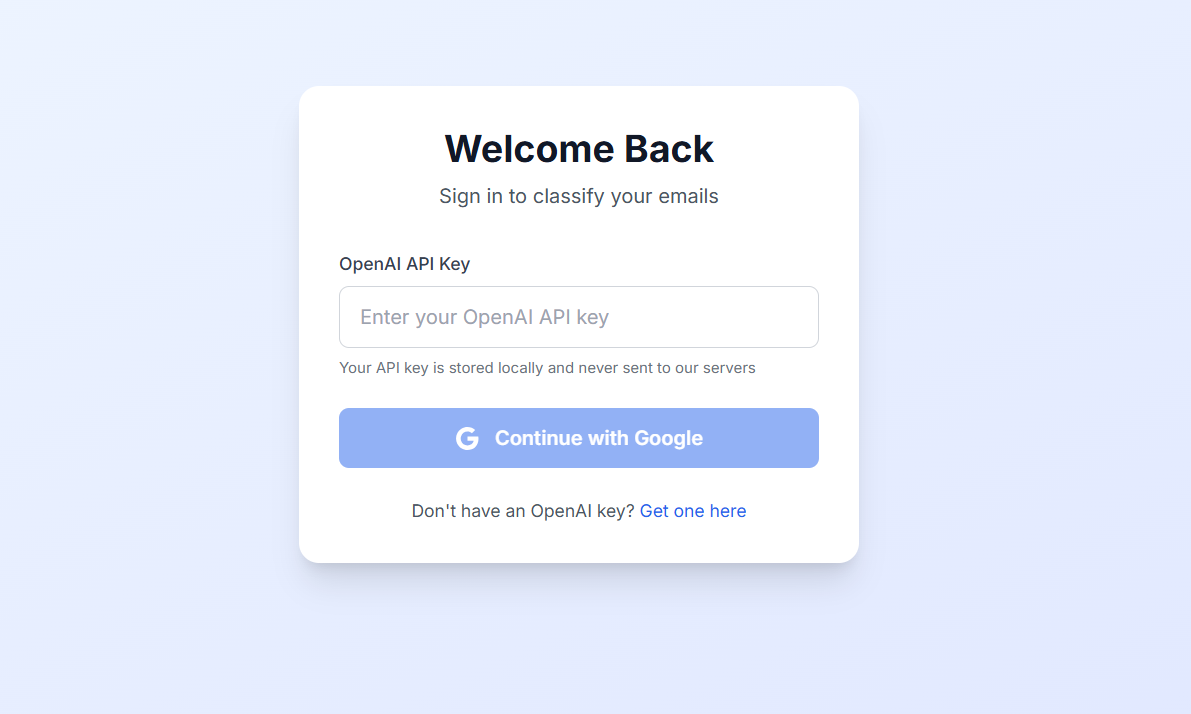 Welcome Back
Sign in to classify your emails
OpenAI API Key
Enter your OpenAI API key
Your API key is stored locally and never sent to our servers
Continue with Google
Don't have an OpenAI key? Get one here